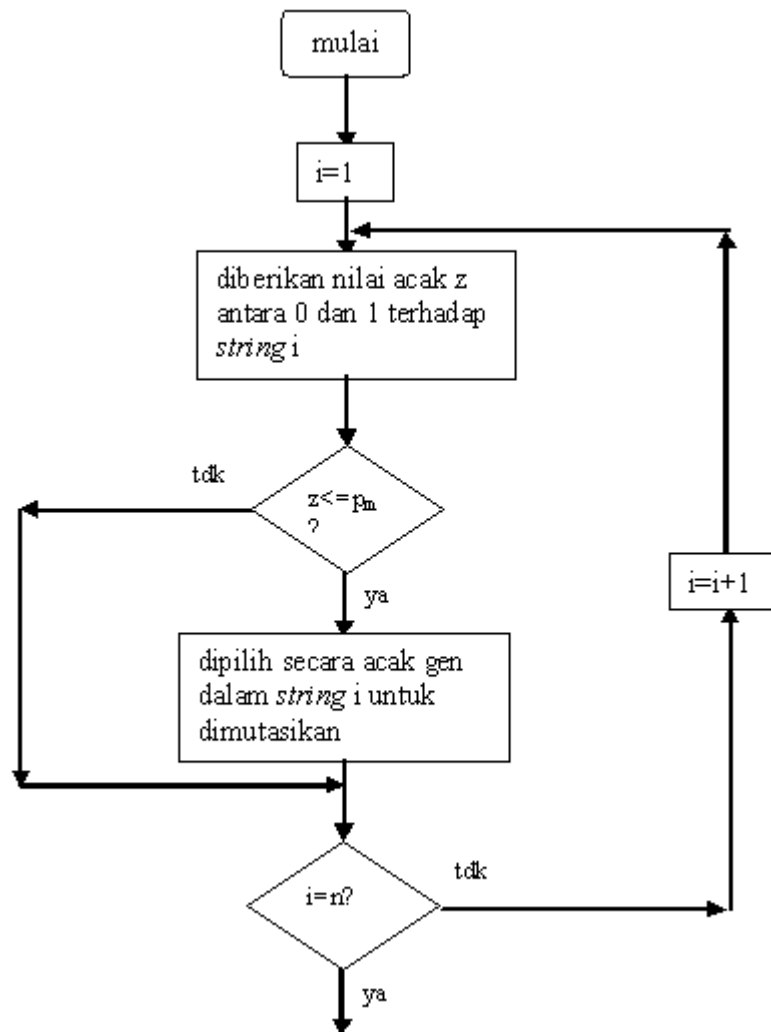 mulai
i=1
diberikan nilai acak z
antara 0 dan 1 terhadap
string i
tdk
z<=pm
?
ya
i=i+1
dipilih secara acak gen
dalam string i untuk
dimutasikan
i=n?
tdk
ya